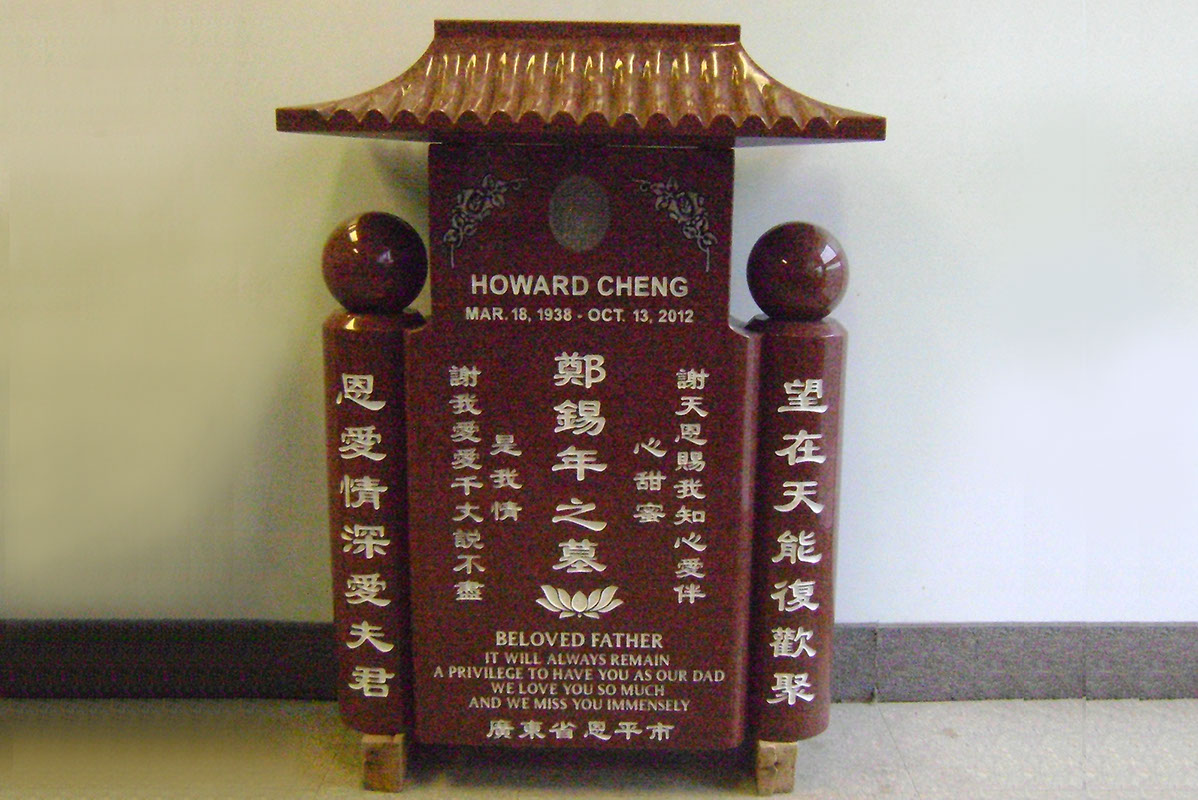 HOWARD CHENG
MAR. 18, 1938 - OCT. 13, 2012
望在天能復歡聚
謝天恩賜我知心愛伴
心甜蜜
鄭錫年之墓
是我情
謝我愛愛千丈説不盡
恩愛情深愛夫君
BELOVED FATHER
IT WILL ALWAYS REMAIN
A PRIVILEGE TO HAVE YOU AS OUR DAD
WE LOVE YOU SO MUCH
AND WE MISS YOU IMMENSELY
廣東省恩平市